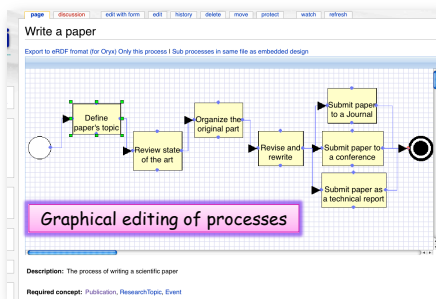 page discussion edit with form edit history delete move protect watch refresh
Write a paper
Export to eRDF fromat (for Oryx) Only this process I Sub processes in same file as embedded design
Define
paper's topic
Review state
of the art
Organize the
original part
Revise and
rewrite
Submit paper
to a Journal
Submit paper to
a conference
Submit paper as
a technical report
Graphical editing of processes
Description: The process of writing a scientific paper
Required concept: Publication, ResearchTopic, Event